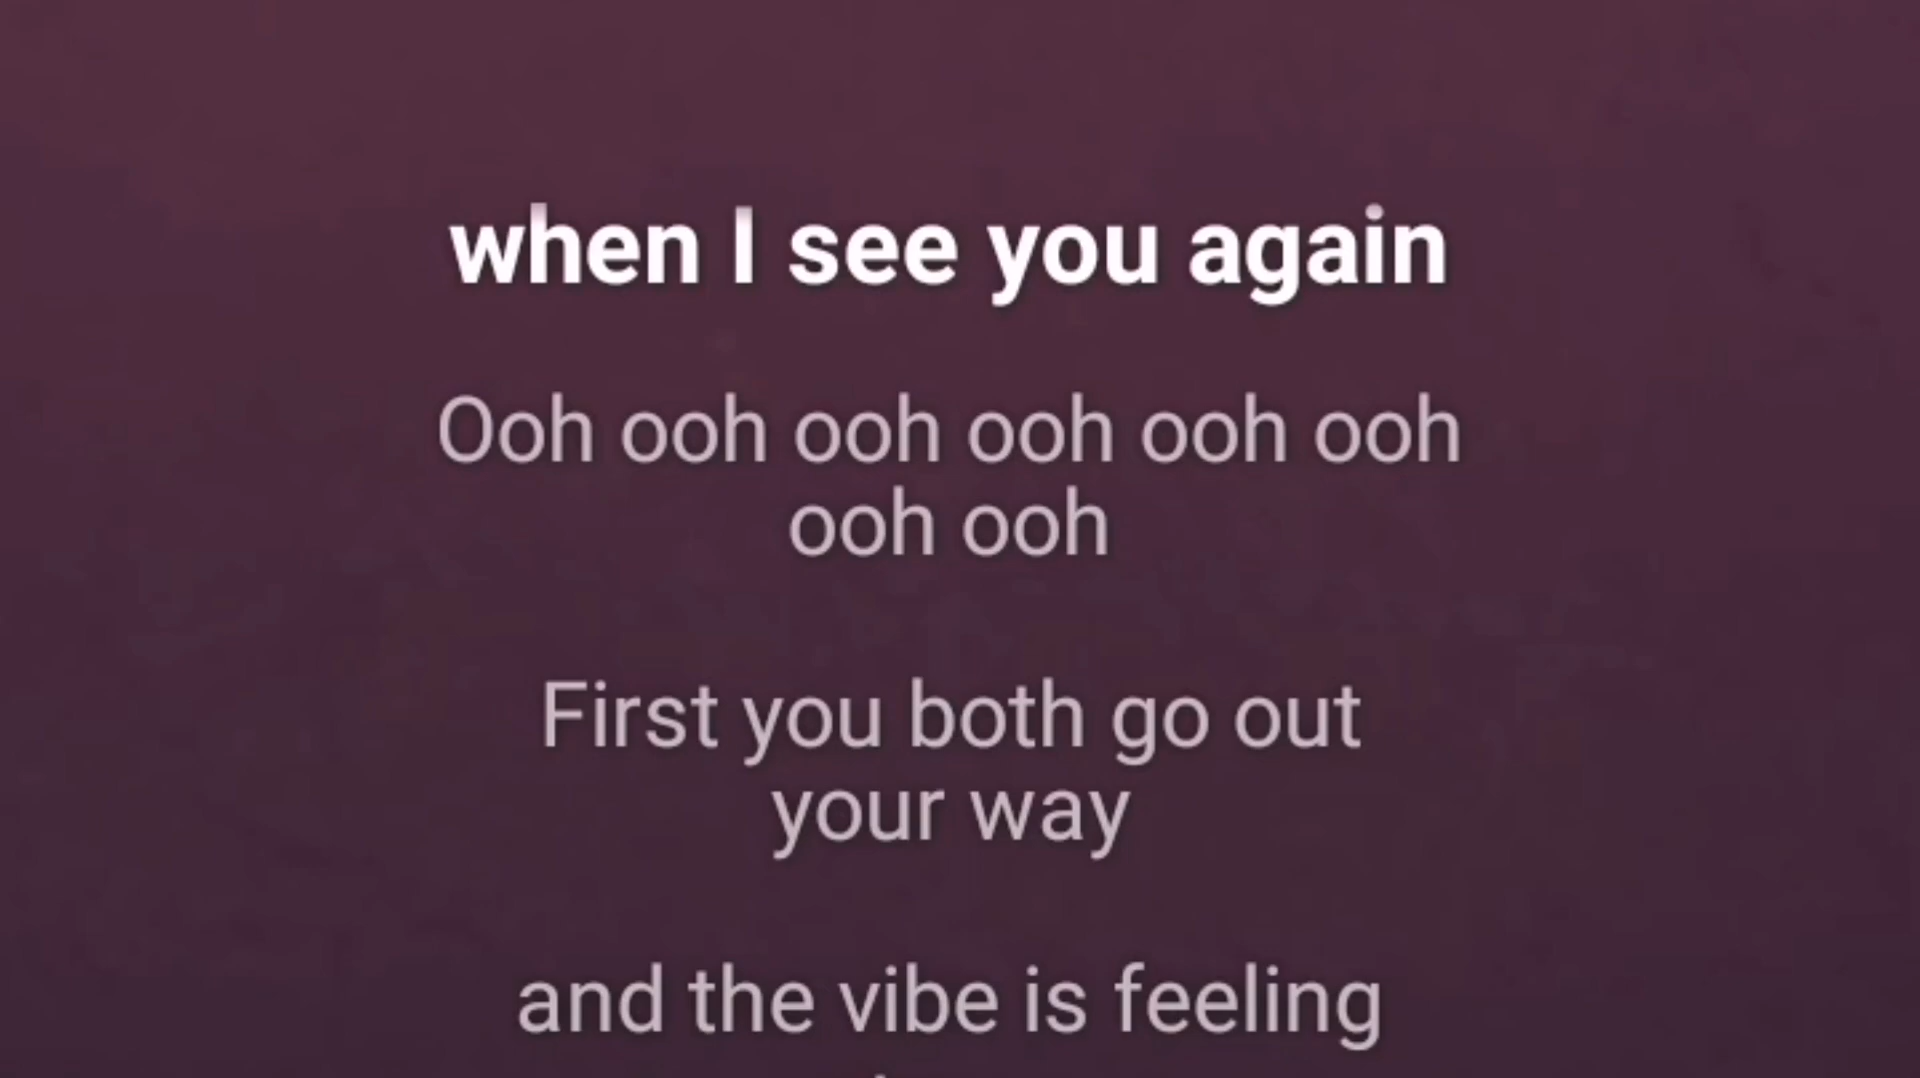 when I see you again
Ooh ooh ooh ooh ooh ooh
ooh ooh
First you both go out
your way
and the vibe is feeling